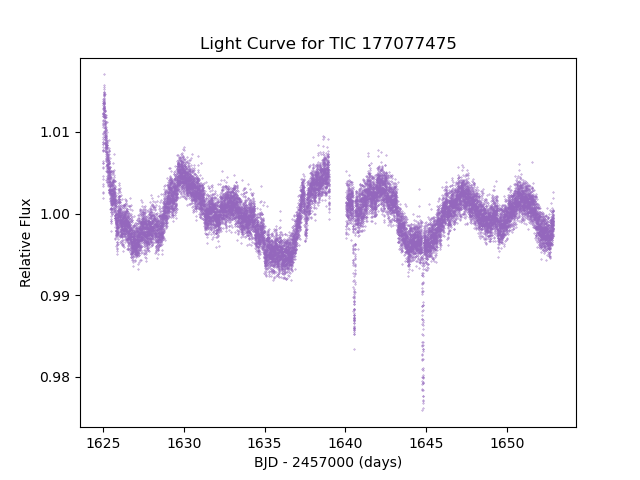 Light Curve for TIC 177077475
1.01
1.00
0.99
0.98
Relative Flux
1625 1630 1635 1640 1645 1650
BJD - 2457000 (days)